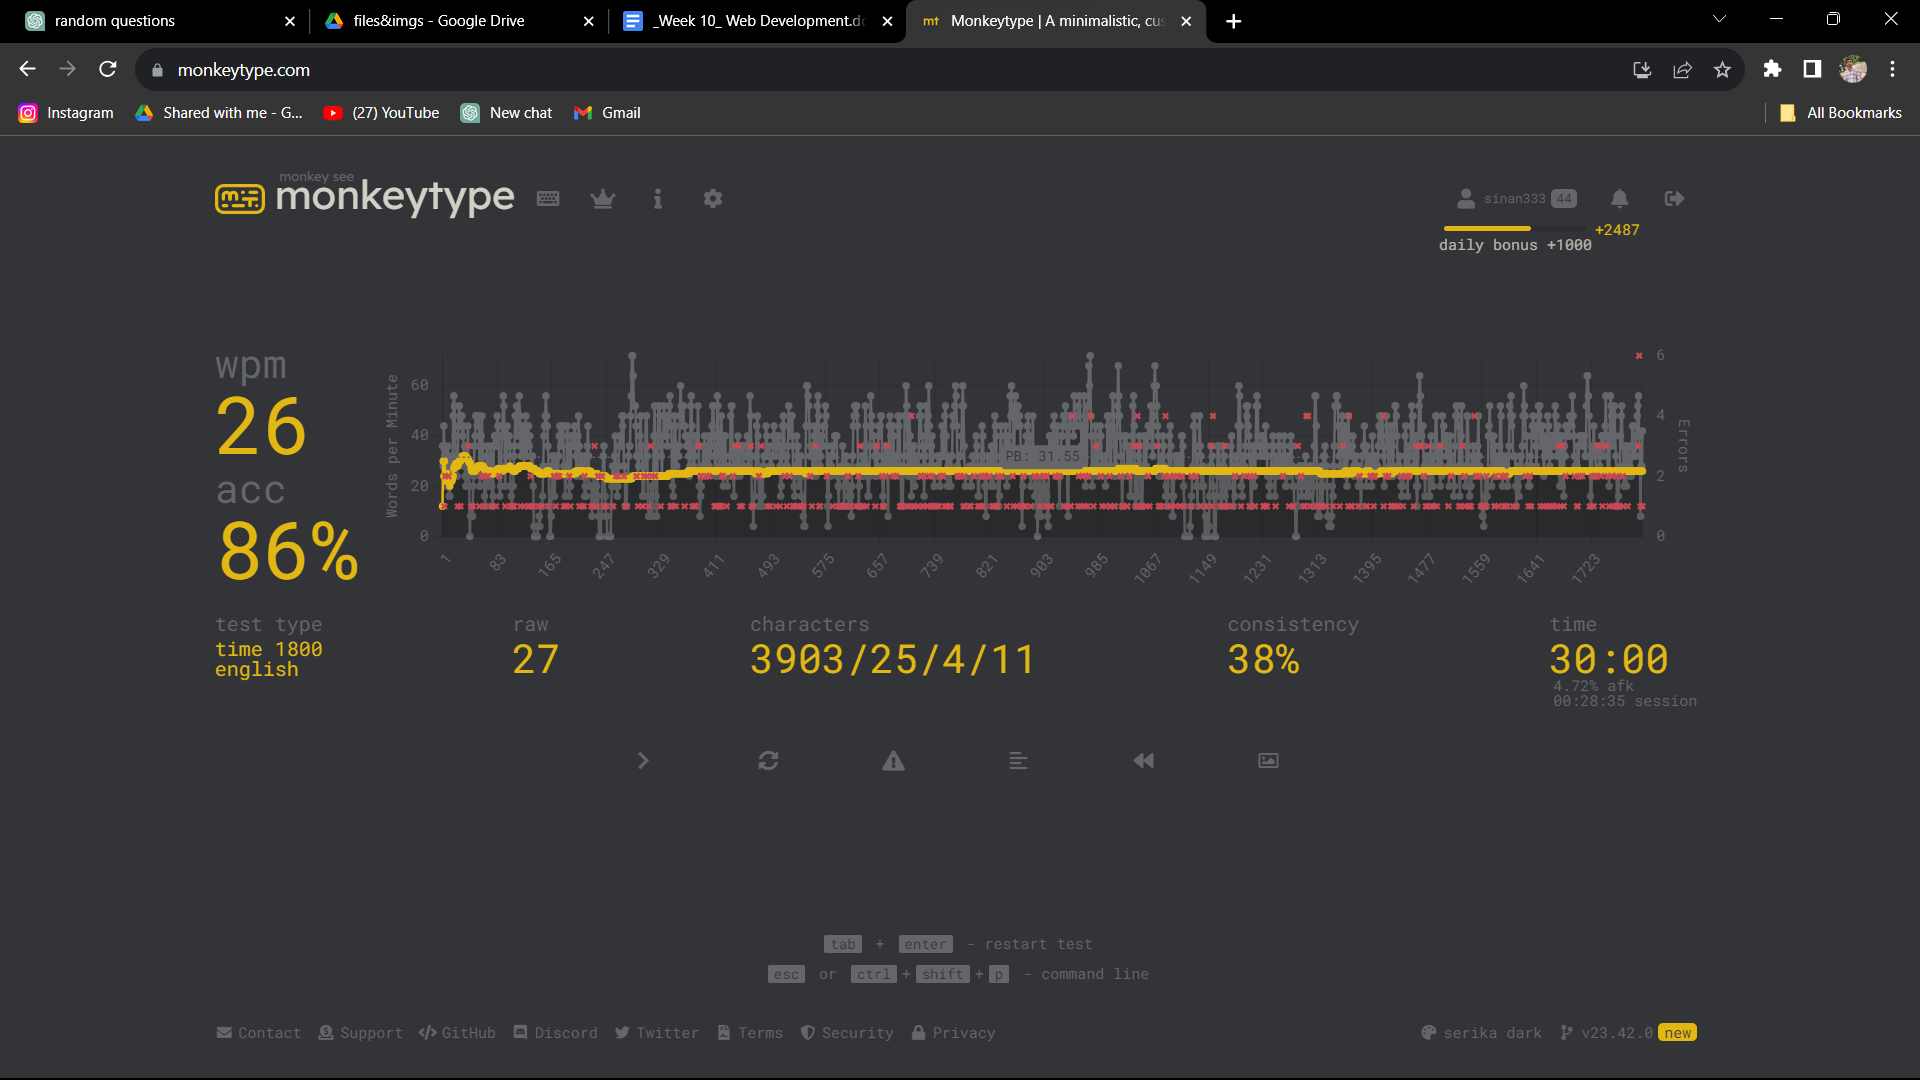 random questions
files&imgs - Google Drive
_Week 10_ Web Development.do
Monkeytype | A minimalistic, cus
monkeytype.com
Instagram
Shared with me - G...
(27) YouTube
New chat
Gmail
All Bookmarks
monkey see
monkeytype
sinan333 44
+2487
daily bonus +1000
wpm
26
acc
86%
Words per Minute
60
40
20
0
PB: 31.55
6
4
2
0
Errors
1 83 165 247 329 411 493 575 657 739 821 903 985 1067 1149 1231 1313 1395 1477 1559 1641 1723
test type
time 1800
english
raw
27
characters
3903/25/4/11
consistency
38%
time
30:00
4.72% afk
00:28:35 session
tab + enter - restart test
esc or ctrl + shift + p - command line
Contact Support GitHub Discord Twitter Terms Security Privacy
serika dark v23.42.0 new